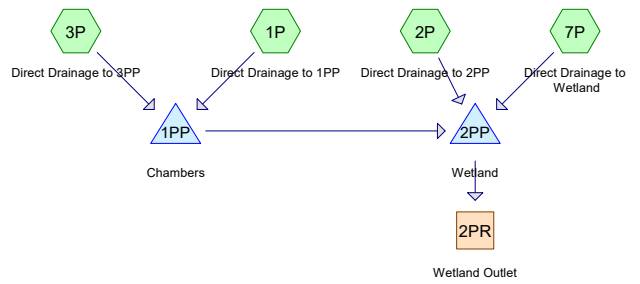 3P
1P
2P
7P
Direct Drainage to 3PP
Direct Drainage to 1PP
Direct Drainage to 2PP
Direct Drainage to
Wetland
1PP
2PP
Chambers
Wetland
2PR
Wetland Outlet